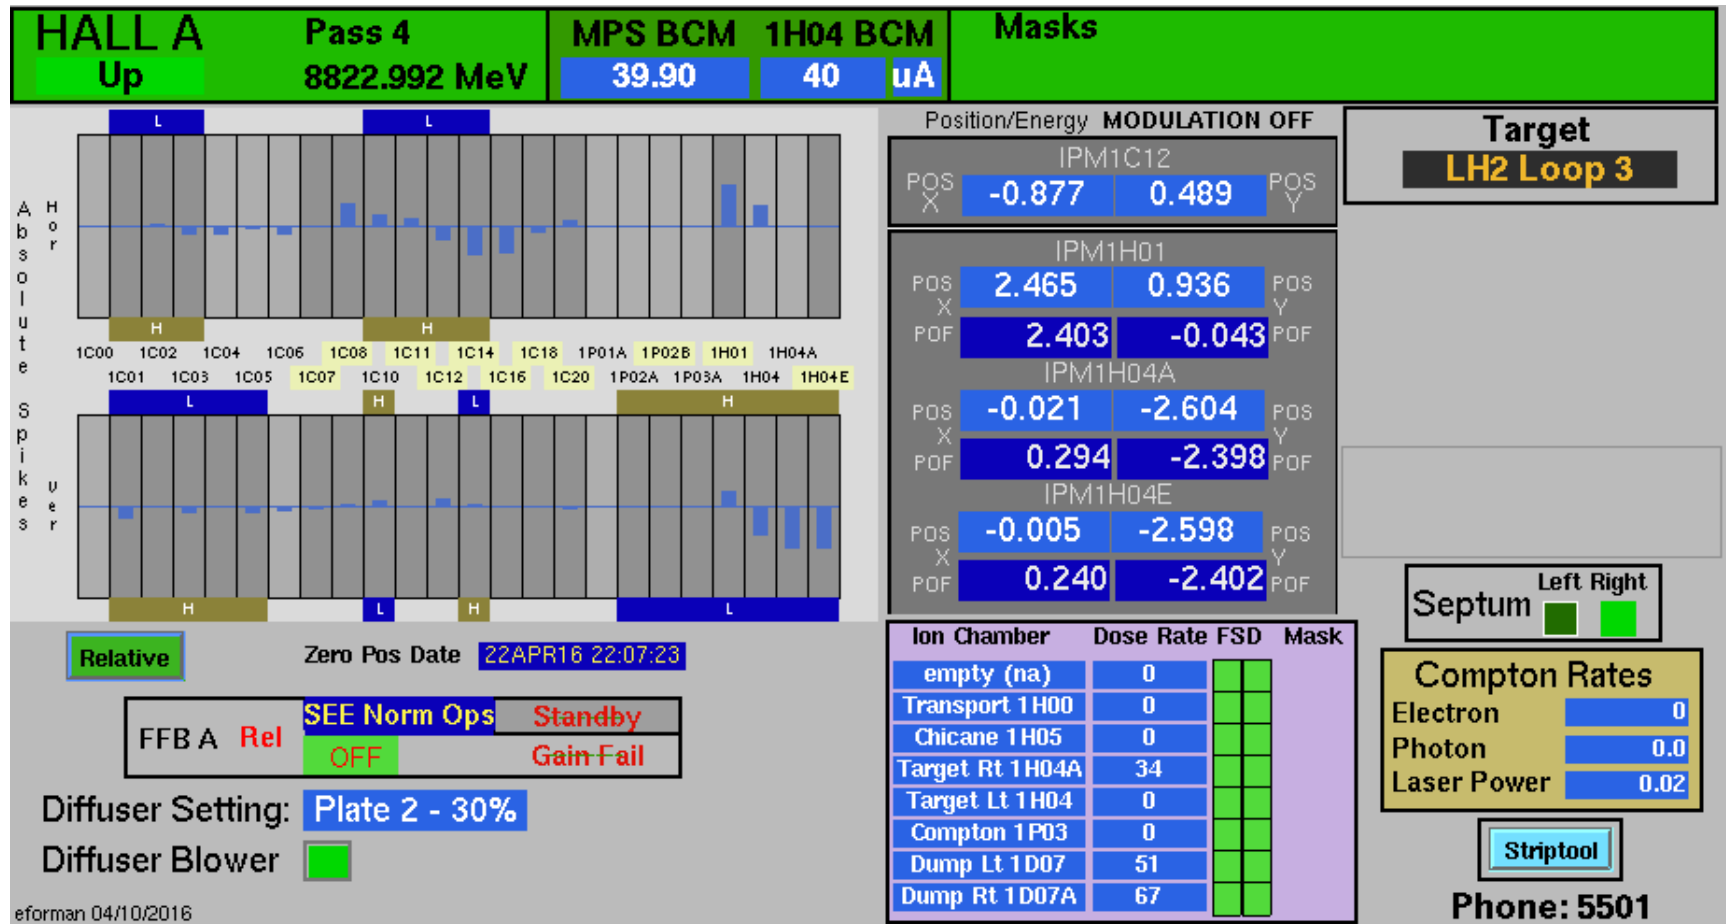 HALL A Pass 4 MPS BCM 1H04 BCM Masks
Up 8822.992 MeV 39.90 40 uA
Position/Energy MODULATION OFF
L L
H H
Absolute Spikes
Hor
Ver
1C00 1C02 1C04 1C06 1C08 1C11 1C14 1C18 1P01A 1P02B 1H01 1H04A
1C01 1C03 1C05 1C07 1C10 1C12 1C16 1C20 1P02A 1P03A 1H04 1H04E
L H L H
H L H L
Relative
Zero Pos Date 22APR16 22:07:23
FFB A Rel SEE Norm Ops Standby
OFF Gain Fail
Diffuser Setting: Plate 2 - 30%
Diffuser Blower
eforman 04/10/2016
IPM1C12
POS X -0.877 0.489 POS Y
IPM1H01
POS X 2.465 0.936 POS Y
POF 2.403 -0.043 POF
IPM1H04A
POS X -0.021 -2.604 POS Y
POF 0.294 -2.398 POF
IPM1H04E
POS X -0.005 -2.598 POS Y
POF 0.240 -2.402 POF
Ion Chamber Dose Rate FSD Mask
empty (na) 0
Transport 1H00 0
Chicane 1H05 0
Target Rt 1H04A 34
Target Lt 1H04 0
Compton 1P03 0
Dump Lt 1D07 51
Dump Rt 1D07A 67
Target
LH2 Loop 3
Left Right
Septum
Compton Rates
Electron 0
Photon 0.0
Laser Power 0.02
Striptool
Phone: 5501